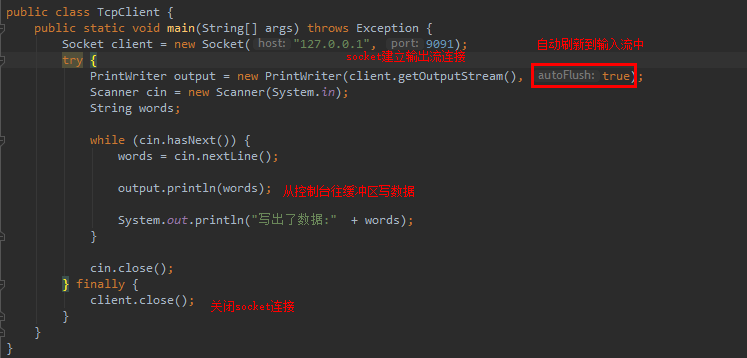 public class TcpClient {
public static void main(String[] args) throws Exception {
Socket client = new Socket( host: "127.0.0.1", port: 9091);
自动刷新到输入流中
try {
socket建立输出流连接
PrintWriter output = new PrintWriter(client.getOutputStream(), autoFlush: true);
Scanner cin = new Scanner(System.in);
String words;
while (cin.hasNext()) {
words = cin.nextLine();
output.println(words);
从控制台往缓冲区写数据
System.out.println("写出了数据:" + words);
}
cin.close();
} finally {
client.close();
关闭socket连接
}
}
}